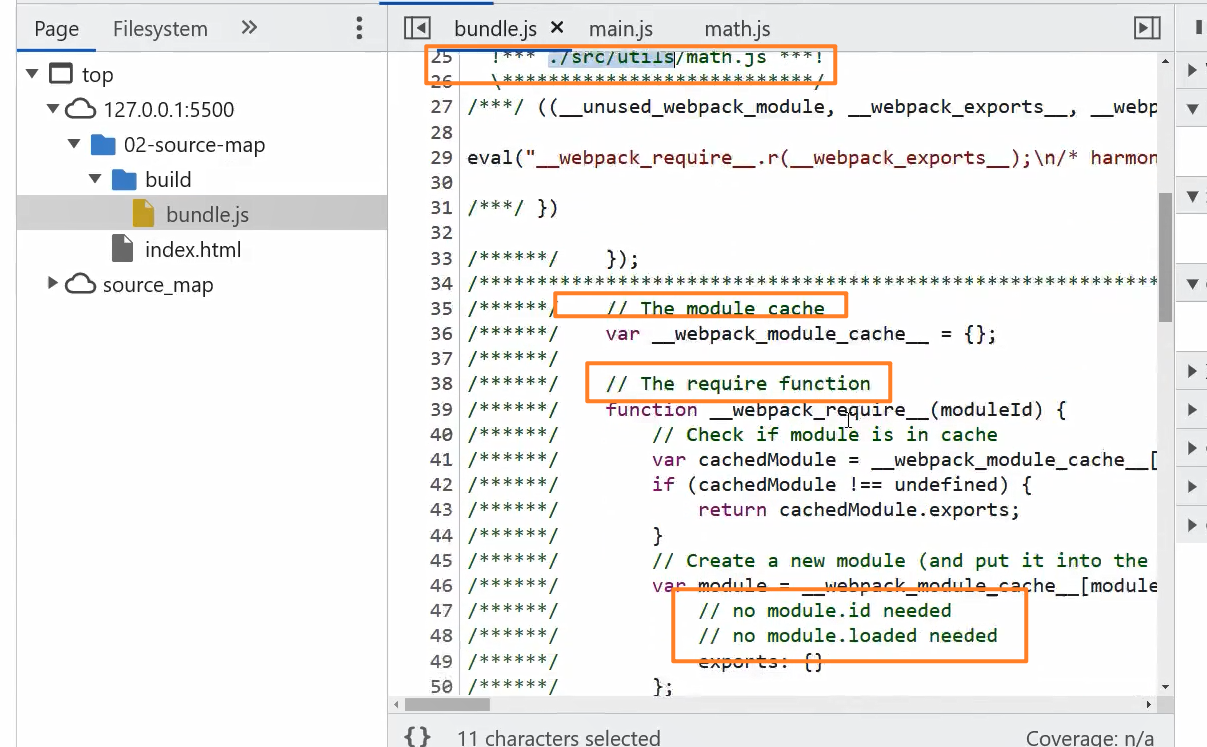 Page Filesystem »
bundle.js × main.js math.js
top
127.0.0.1:5500
02-source-map
build
bundle.js
index.html
source_map
25 !*** ./src/utils/math.js ***!
26 \***************************/
27 /***/ ((__unused_webpack_module, __webpack_exports__, __webp
28
29 eval("__webpack_require__.r(__webpack_exports__);\n/* harmon
30
31 /***/ })
32
33 /******/ });
34 /************************************************************
35 /******/ // The module cache
36 /******/ var __webpack_module_cache__ = {};
37 /******/
38 /******/ // The require function
39 /******/ function __webpack_require__(moduleId) {
40 /******/ // Check if module is in cache
41 /******/ var cachedModule = __webpack_module_cache__[
42 /******/ if (cachedModule !== undefined) {
43 /******/ return cachedModule.exports;
44 /******/ }
45 /******/ // Create a new module (and put it into the
46 /******/ var module = __webpack_module_cache__[module
47 /******/ // no module.id needed
48 /******/ // no module.loaded needed
49 /******/ exports: {}
50 /******/ };
{} 11 characters selected Coverage: n/a